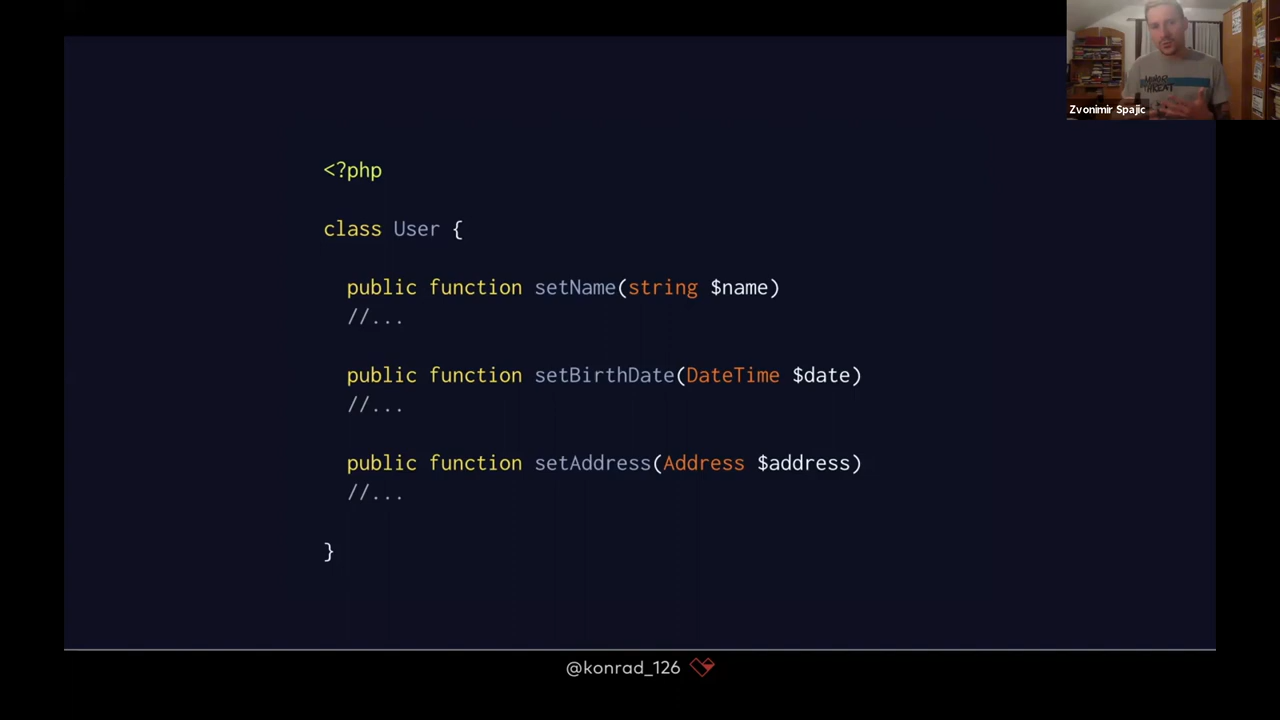 <?php
class User {
public function setName(string $name)
//...
public function setBirthDate(DateTime $date)
//...
public function setAddress(Address $address)
//...
}
@konrad_126
Zvonimir Spajic